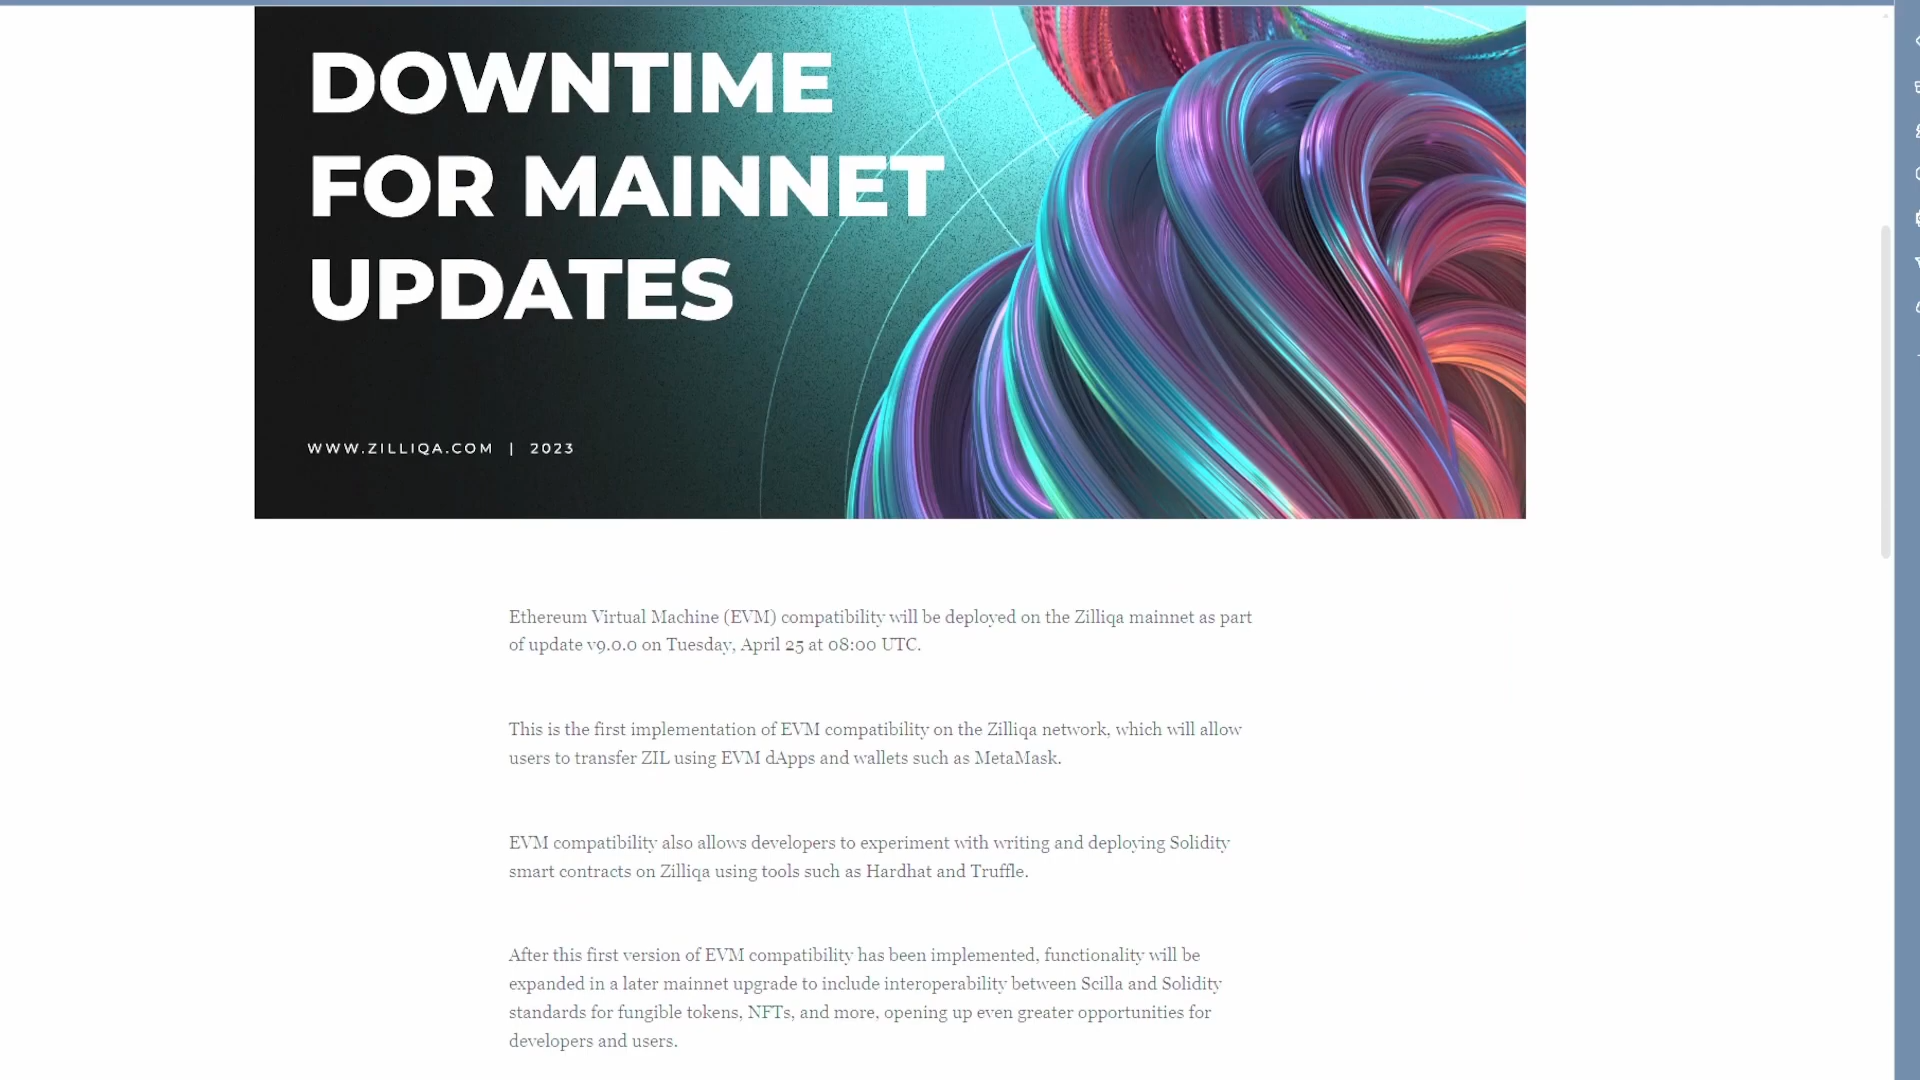 DOWNTIME
FOR MAINNET
UPDATES
WWW.ZILLIQA.COM | 2023
Ethereum Virtual Machine (EVM) compatibility will be deployed on the Zilliqa mainnet as part
of update v9.0.0 on Tuesday, April 25 at 08:00 UTC.
This is the first implementation of EVM compatibility on the Zilliqa network, which will allow
users to transfer ZIL using EVM dApps and wallets such as MetaMask.
EVM compatibility also allows developers to experiment with writing and deploying Solidity
smart contracts on Zilliqa using tools such as Hardhat and Truffle.
After this first version of EVM compatibility has been implemented, functionality will be
expanded in a later mainnet upgrade to include interoperability between Scilla and Solidity
standards for fungible tokens, NFTs, and more, opening up even greater opportunities for
developers and users.